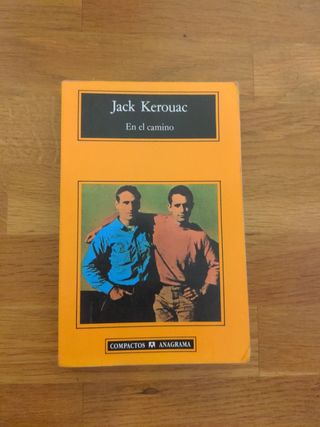 Jack Kerouac
En el camino
COMPACTOS A ANAGRAMA